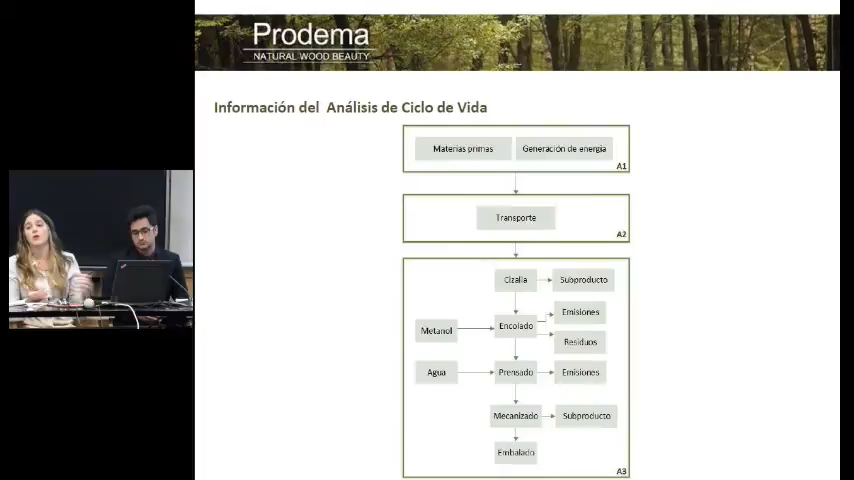 Prodema
NATURAL WOOD BEAUTY
Información del Análisis de Ciclo de Vida
Materias primas
Generación de energía
A1
Transporte
A2
Cizalla
Subproducto
Emisiones
Metanol
Encolado
Residuos
Agua
Prensado
Emisiones
Mecanizado
Subproducto
Embalado
A3